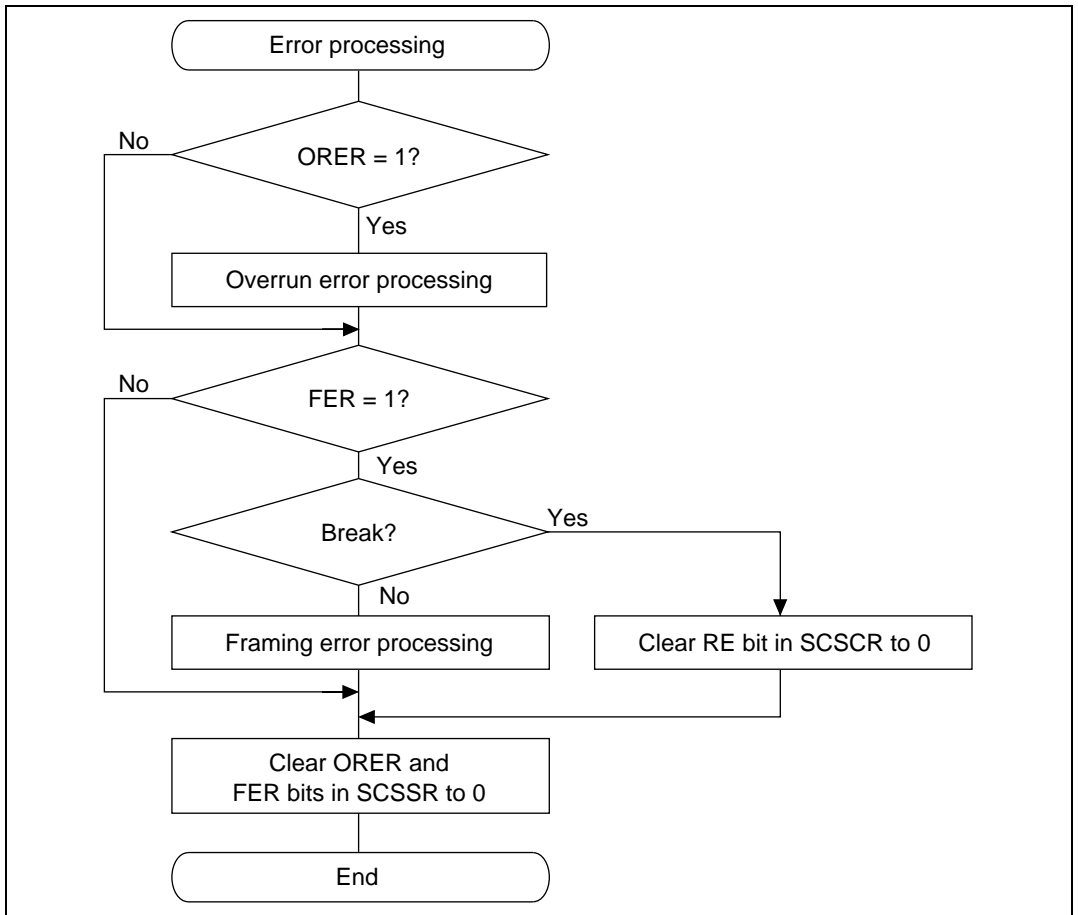 Error processing
No
ORER = 1?
Yes
Overrun error processing
No
FER = 1?
Yes
Break?
Yes
No
Framing error processing
Clear RE bit in SCSCR to 0
Clear ORER and
FER bits in SCSSR to 0
End